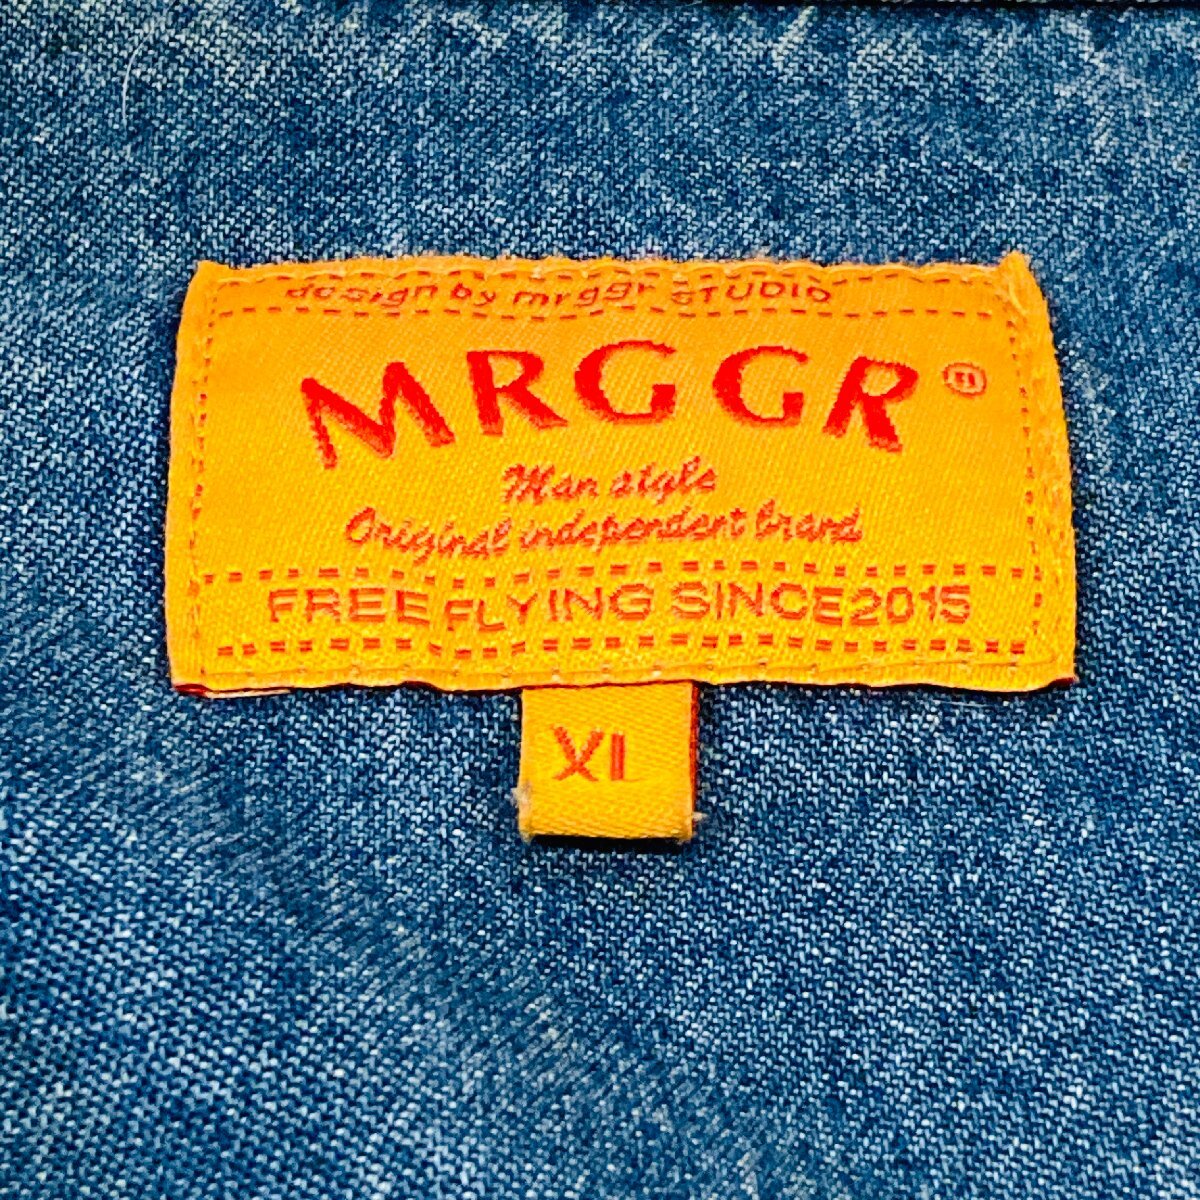 design by mrggr STUDIO
MRGGR ®
Man style
Original independent brand
FREE FLYING SINCE2015
XL